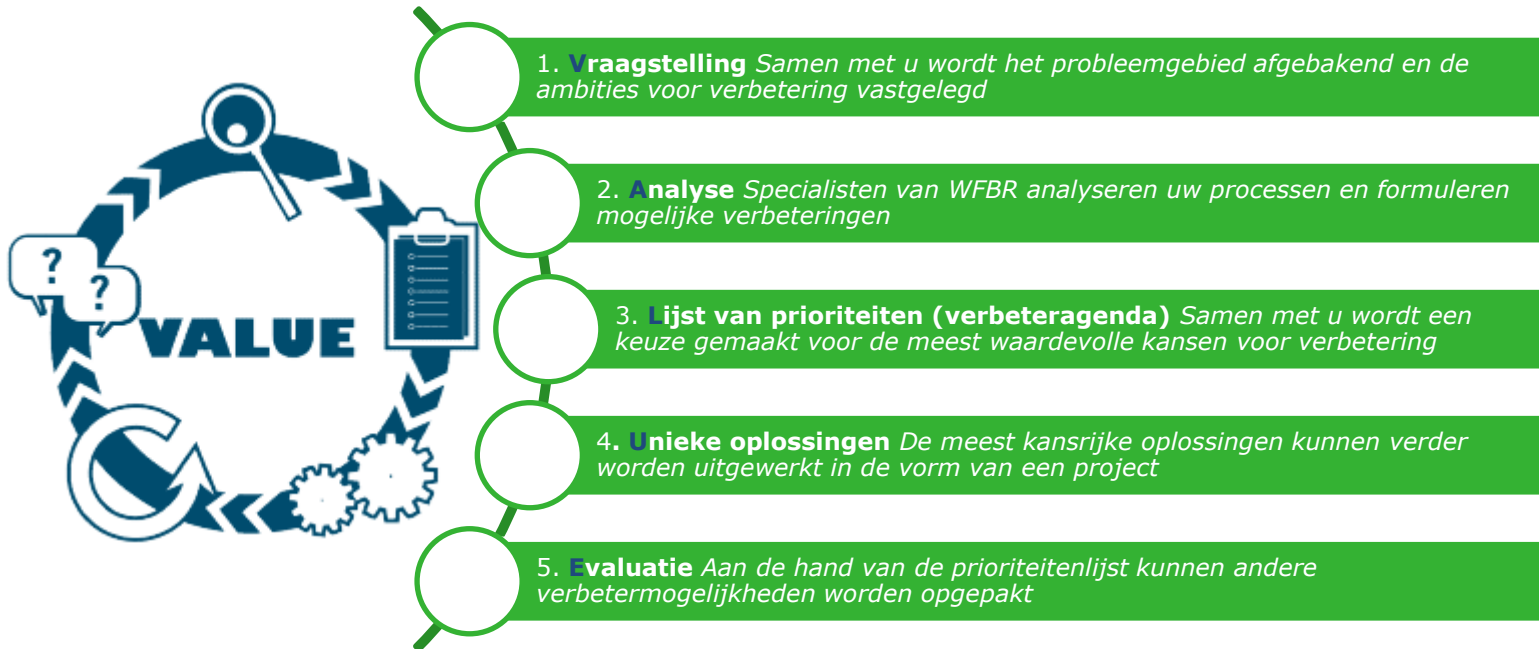 1. Vraagstelling Samen met u wordt het probleemgebied afgebakend en de
ambities voor verbetering vastgelegd
2. Analyse Specialisten van WFBR analyseren uw processen en formuleren
mogelijke verbeteringen
?
?
VALUE
3. Lijst van prioriteiten (verbeteragenda) Samen met u wordt een
keuze gemaakt voor de meest waardevolle kansen voor verbetering
4. Unieke oplossingen De meest kansrijke oplossingen kunnen verder
worden uitgewerkt in de vorm van een project
5. Evaluatie Aan de hand van de prioriteitenlijst kunnen andere
verbetermogelijkheden worden opgepakt